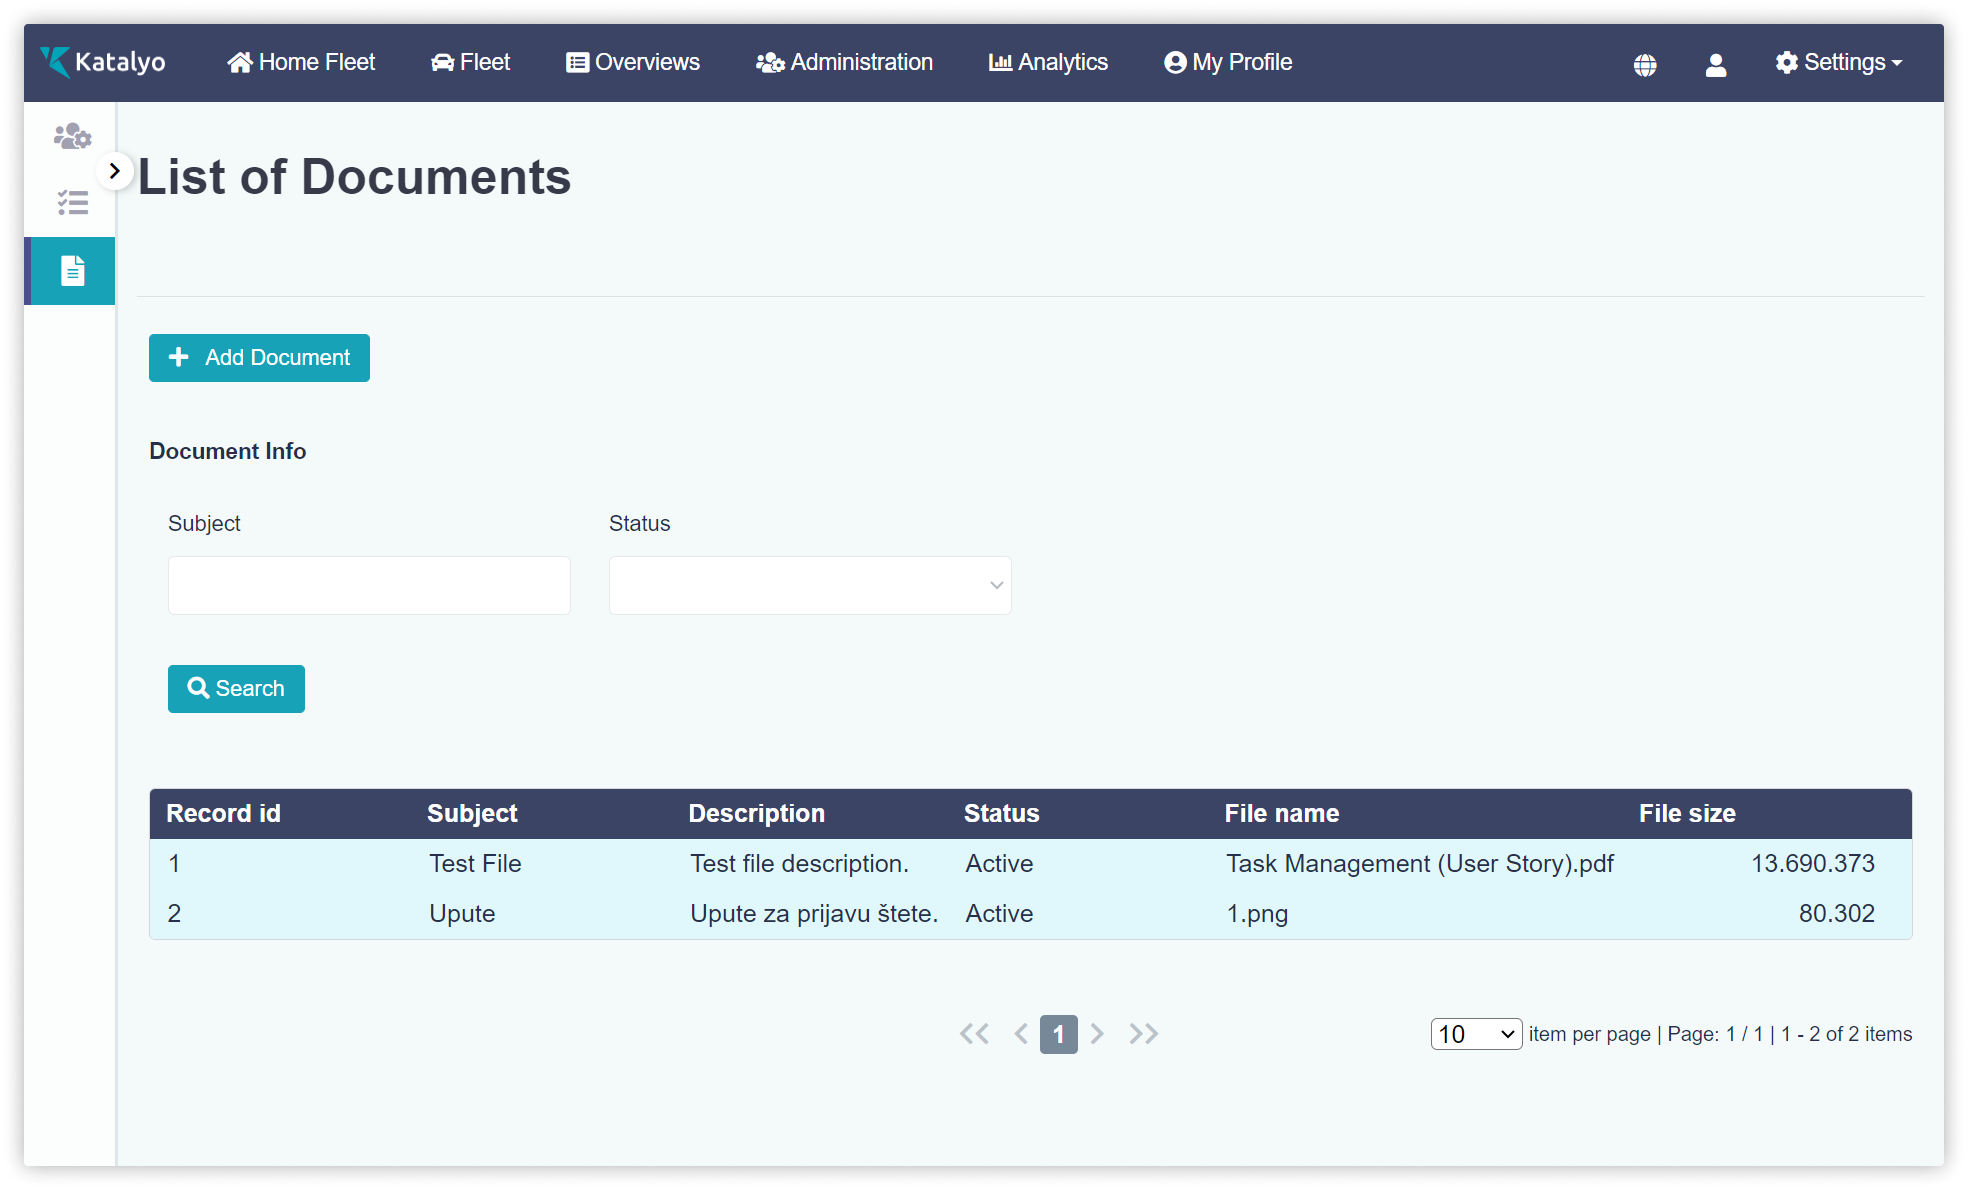 Katalyo Home Fleet Fleet Overviews Administration Analytics My Profile Settings
List of Documents
Add Document
Document Info
Subject Status
Search
Record id Subject Description Status File name File size
1 Test File Test file description. Active Task Management (User Story).pdf 13.690.373
2 Upute Upute za prijavu štete. Active 1.png 80.302
1 10 item per page | Page: 1 / 1 | 1 - 2 of 2 items